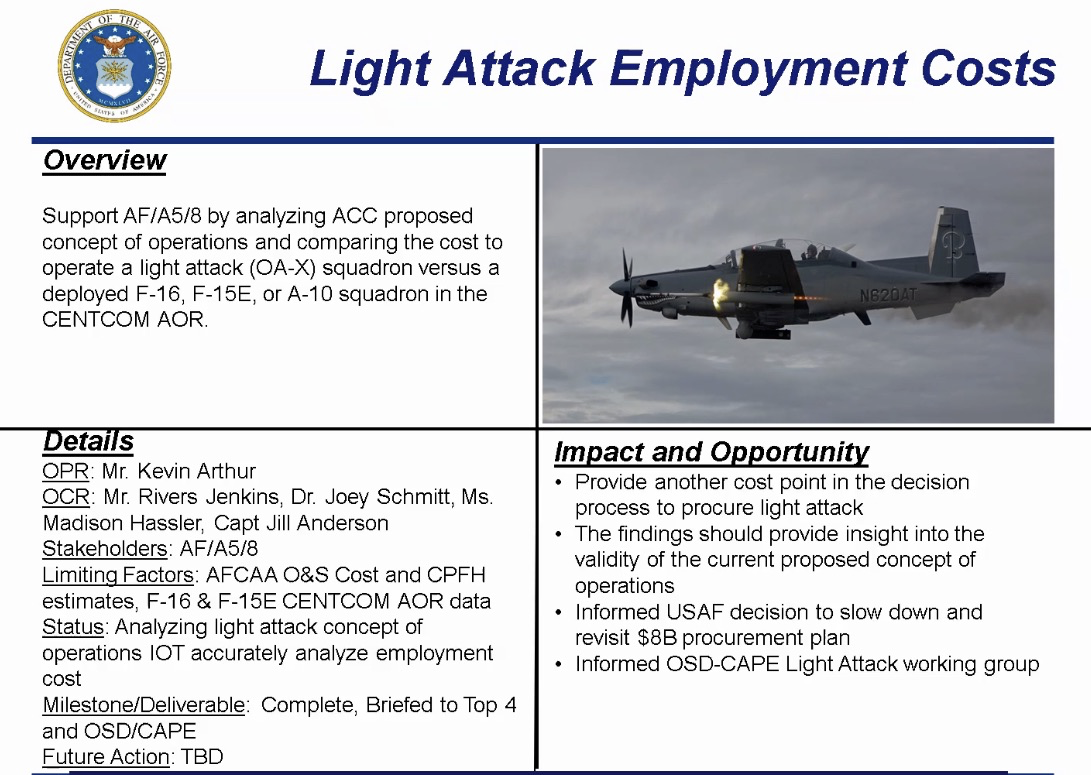 DEPARTMENT OF THE AIR FORCE
MCMXLVII
UNITED STATES OF AMERICA
Light Attack Employment Costs
Overview
Support AF/A5/8 by analyzing ACC proposed
concept of operations and comparing the cost to
operate a light attack (OA-X) squadron versus a
deployed F-16, F-15E, or A-10 squadron in the
CENTCOM AOR.
N620AT
Details
OPR: Mr. Kevin Arthur
OCR: Mr. Rivers Jenkins, Dr. Joey Schmitt, Ms.
Madison Hassler, Capt Jill Anderson
Stakeholders: AF/A5/8
Limiting Factors: AFCAA O&S Cost and CPFH
estimates, F-16 & F-15E CENTCOM AOR data
Status: Analyzing light attack concept of
operations IOT accurately analyze employment
cost
Milestone/Deliverable: Complete, Briefed to Top 4
and OSD/CAPE
Future Action: TBD
Impact and Opportunity
• Provide another cost point in the decision
process to procure light attack
• The findings should provide insight into the
validity of the current proposed concept of
operations
• Informed USAF decision to slow down and
revisit $8B procurement plan
• Informed OSD-CAPE Light Attack working group